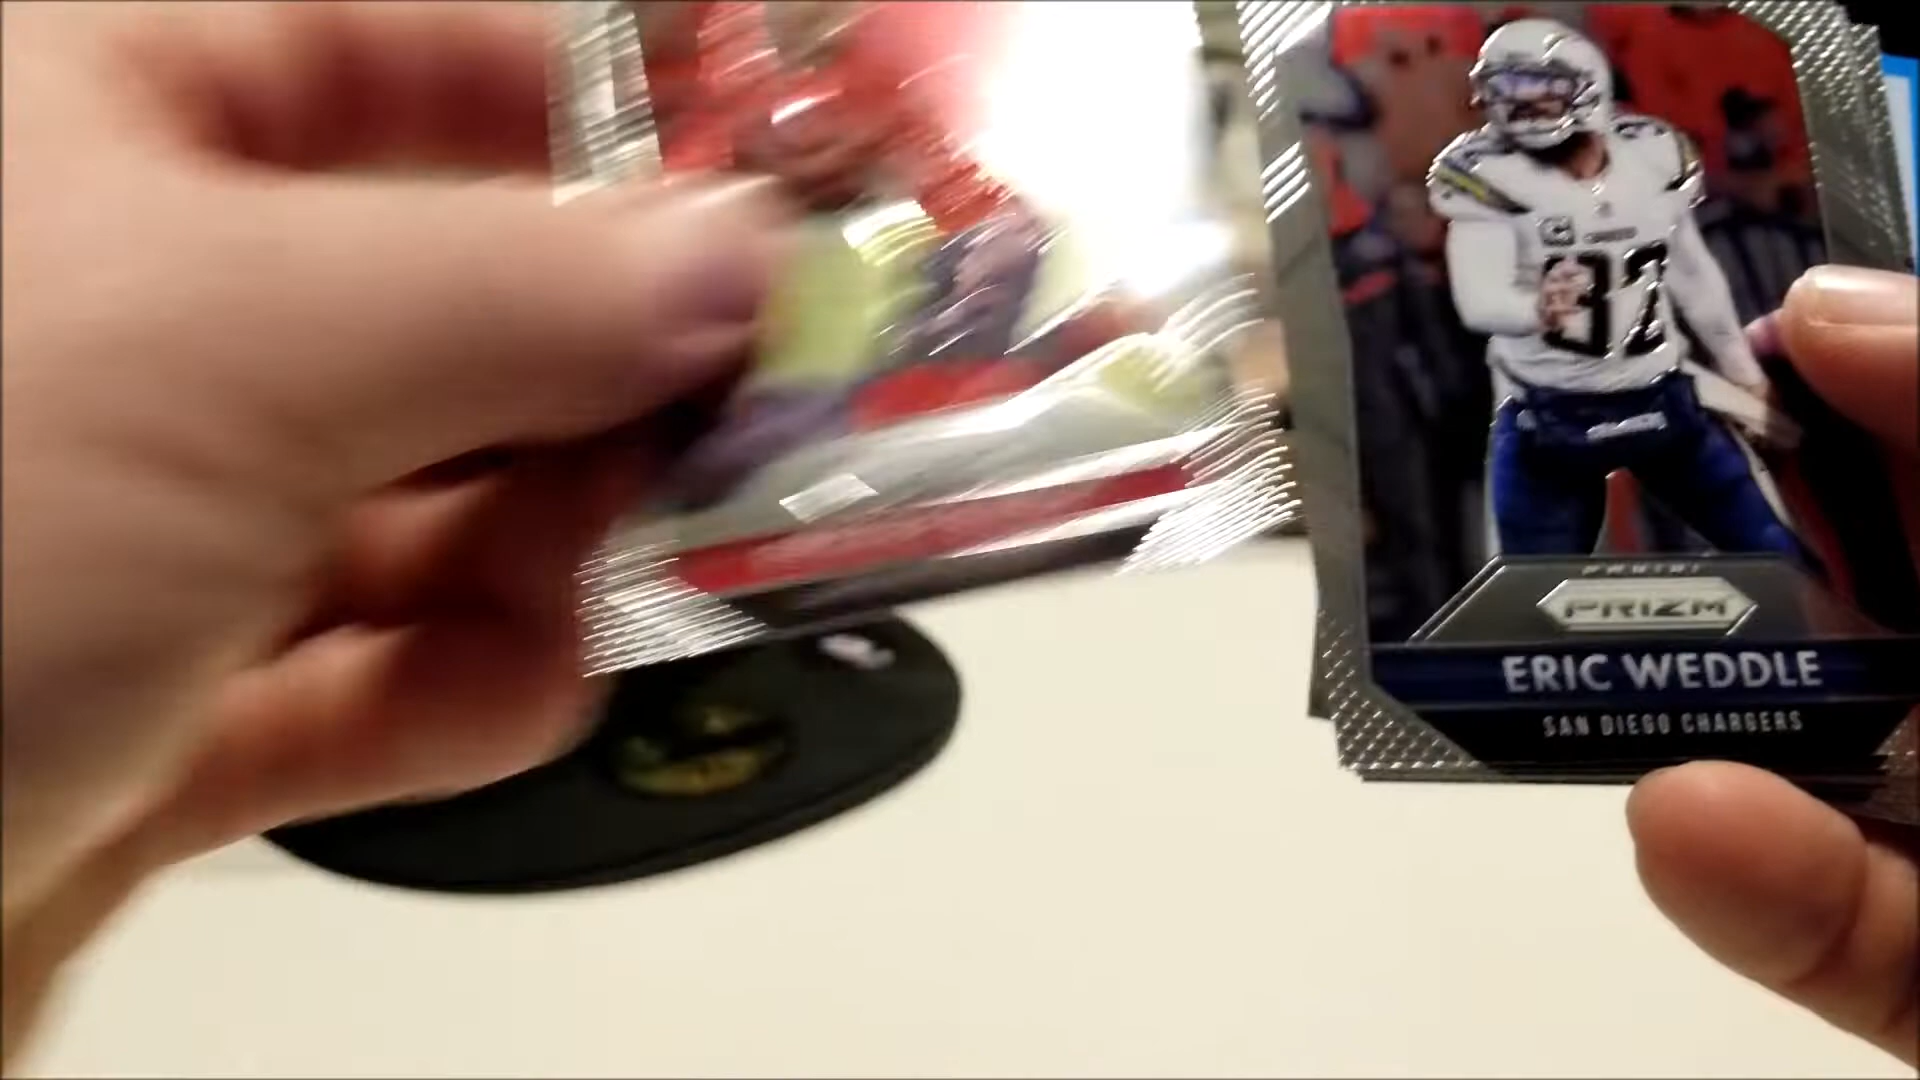 32
PANINI
PRIZM
ERIC WEDDLE
SAN DIEGO CHARGERS